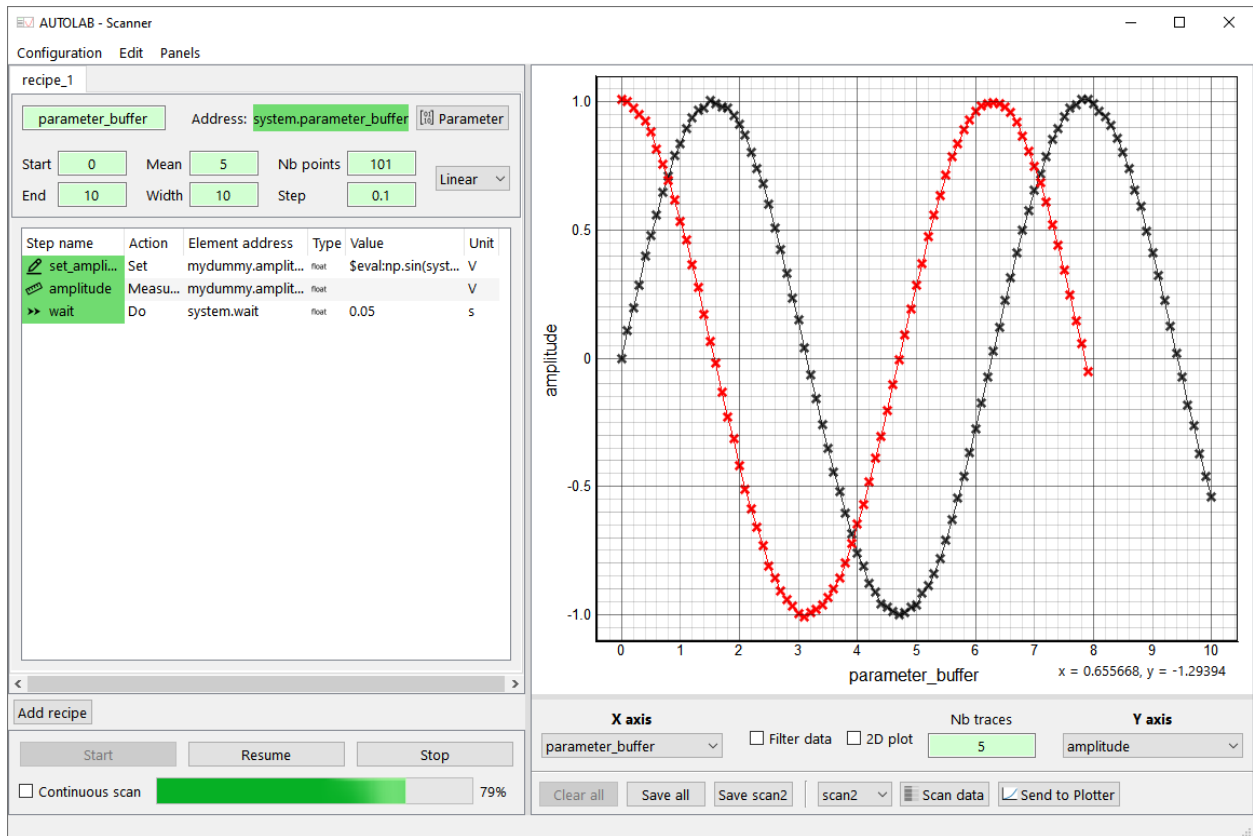 AUTOLAB - Scanner
Configuration Edit Panels
recipe_1
parameter_buffer Address: system.parameter_buffer Parameter
Start 0 Mean 5 Nb points 101
Linear
End 10 Width 10 Step 0.1
Step name Action Element address Type Value Unit
set_ampli... Set mydummy.amplit... float $eval:np.sin(syst... V
amplitude Measu... mydummy.amplit... float V
wait Do system.wait float 0.05 s
Add recipe
Start Resume Stop
Continuous scan 79%
1.0
0.5
0
-0.5
-1.0
amplitude
0 1 2 3 4 5 6 7 8 9 10
parameter_buffer
x = 0.655668, y = -1.29394
X axis Nb traces Y axis
parameter_buffer Filter data 2D plot 5 amplitude
Clear all Save all Save scan2 scan2 Scan data Send to Plotter